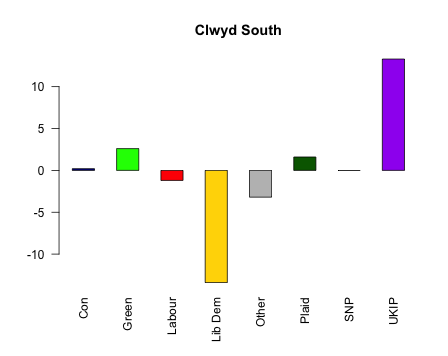 Clwyd South
10
5
0
-5
-10
Con
Green
Labour
Lib Dem
Other
Plaid
SNP
UKIP